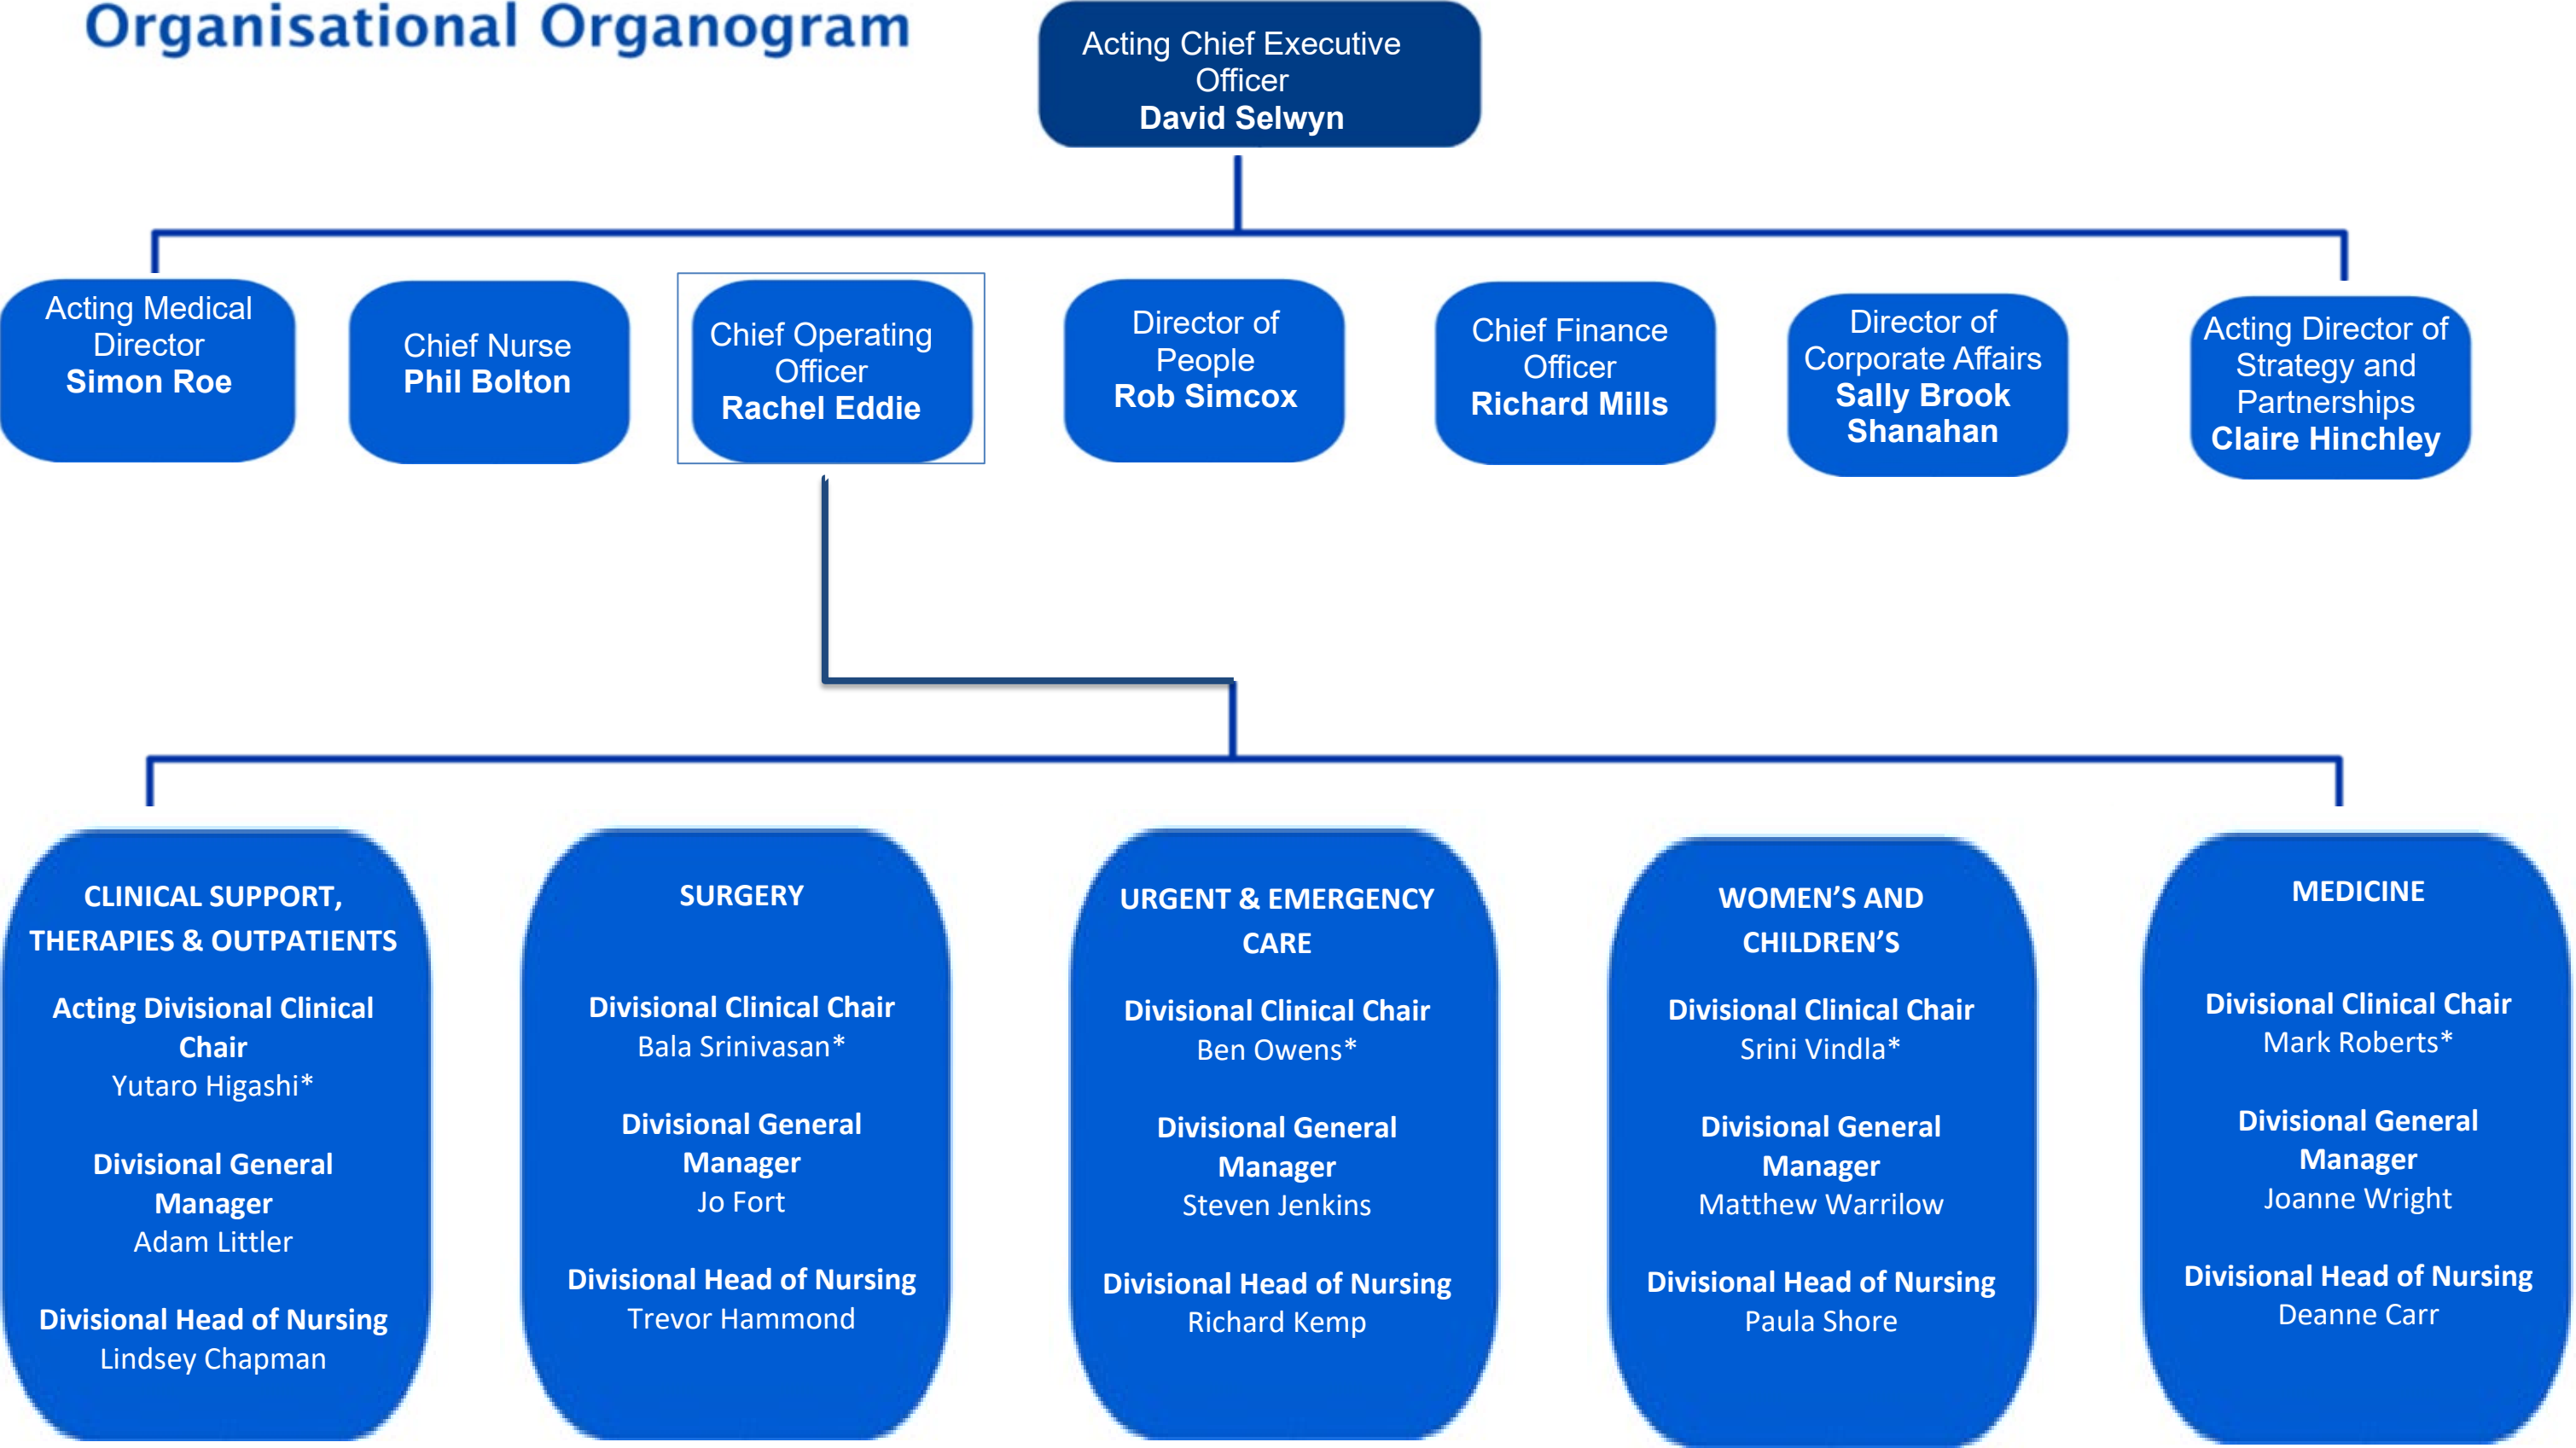 Organisational Organogram
Acting Chief Executive
Officer
David Selwyn
Acting Medical
Director
Simon Roe
Chief Nurse
Phil Bolton
Chief Operating
Officer
Rachel Eddie
Director of
People
Rob Simcox
Chief Finance
Officer
Richard Mills
Director of
Corporate Affairs
Sally Brook
Shanahan
Acting Director of
Strategy and
Partnerships
Claire Hinchley
CLINICAL SUPPORT,
THERAPIES & OUTPATIENTS
Acting Divisional Clinical
Chair
Yutaro Higashi*
Divisional General
Manager
Adam Littler
Divisional Head of Nursing
Lindsey Chapman
SURGERY
Divisional Clinical Chair
Bala Srinivasan*
Divisional General
Manager
Jo Fort
Divisional Head of Nursing
Trevor Hammond
URGENT & EMERGENCY
CARE
Divisional Clinical Chair
Ben Owens*
Divisional General
Manager
Steven Jenkins
Divisional Head of Nursing
Richard Kemp
WOMEN’S AND
CHILDREN’S
Divisional Clinical Chair
Srini Vindla*
Divisional General
Manager
Matthew Warrilow
Divisional Head of Nursing
Paula Shore
MEDICINE
Divisional Clinical Chair
Mark Roberts*
Divisional General
Manager
Joanne Wright
Divisional Head of Nursing
Deanne Carr